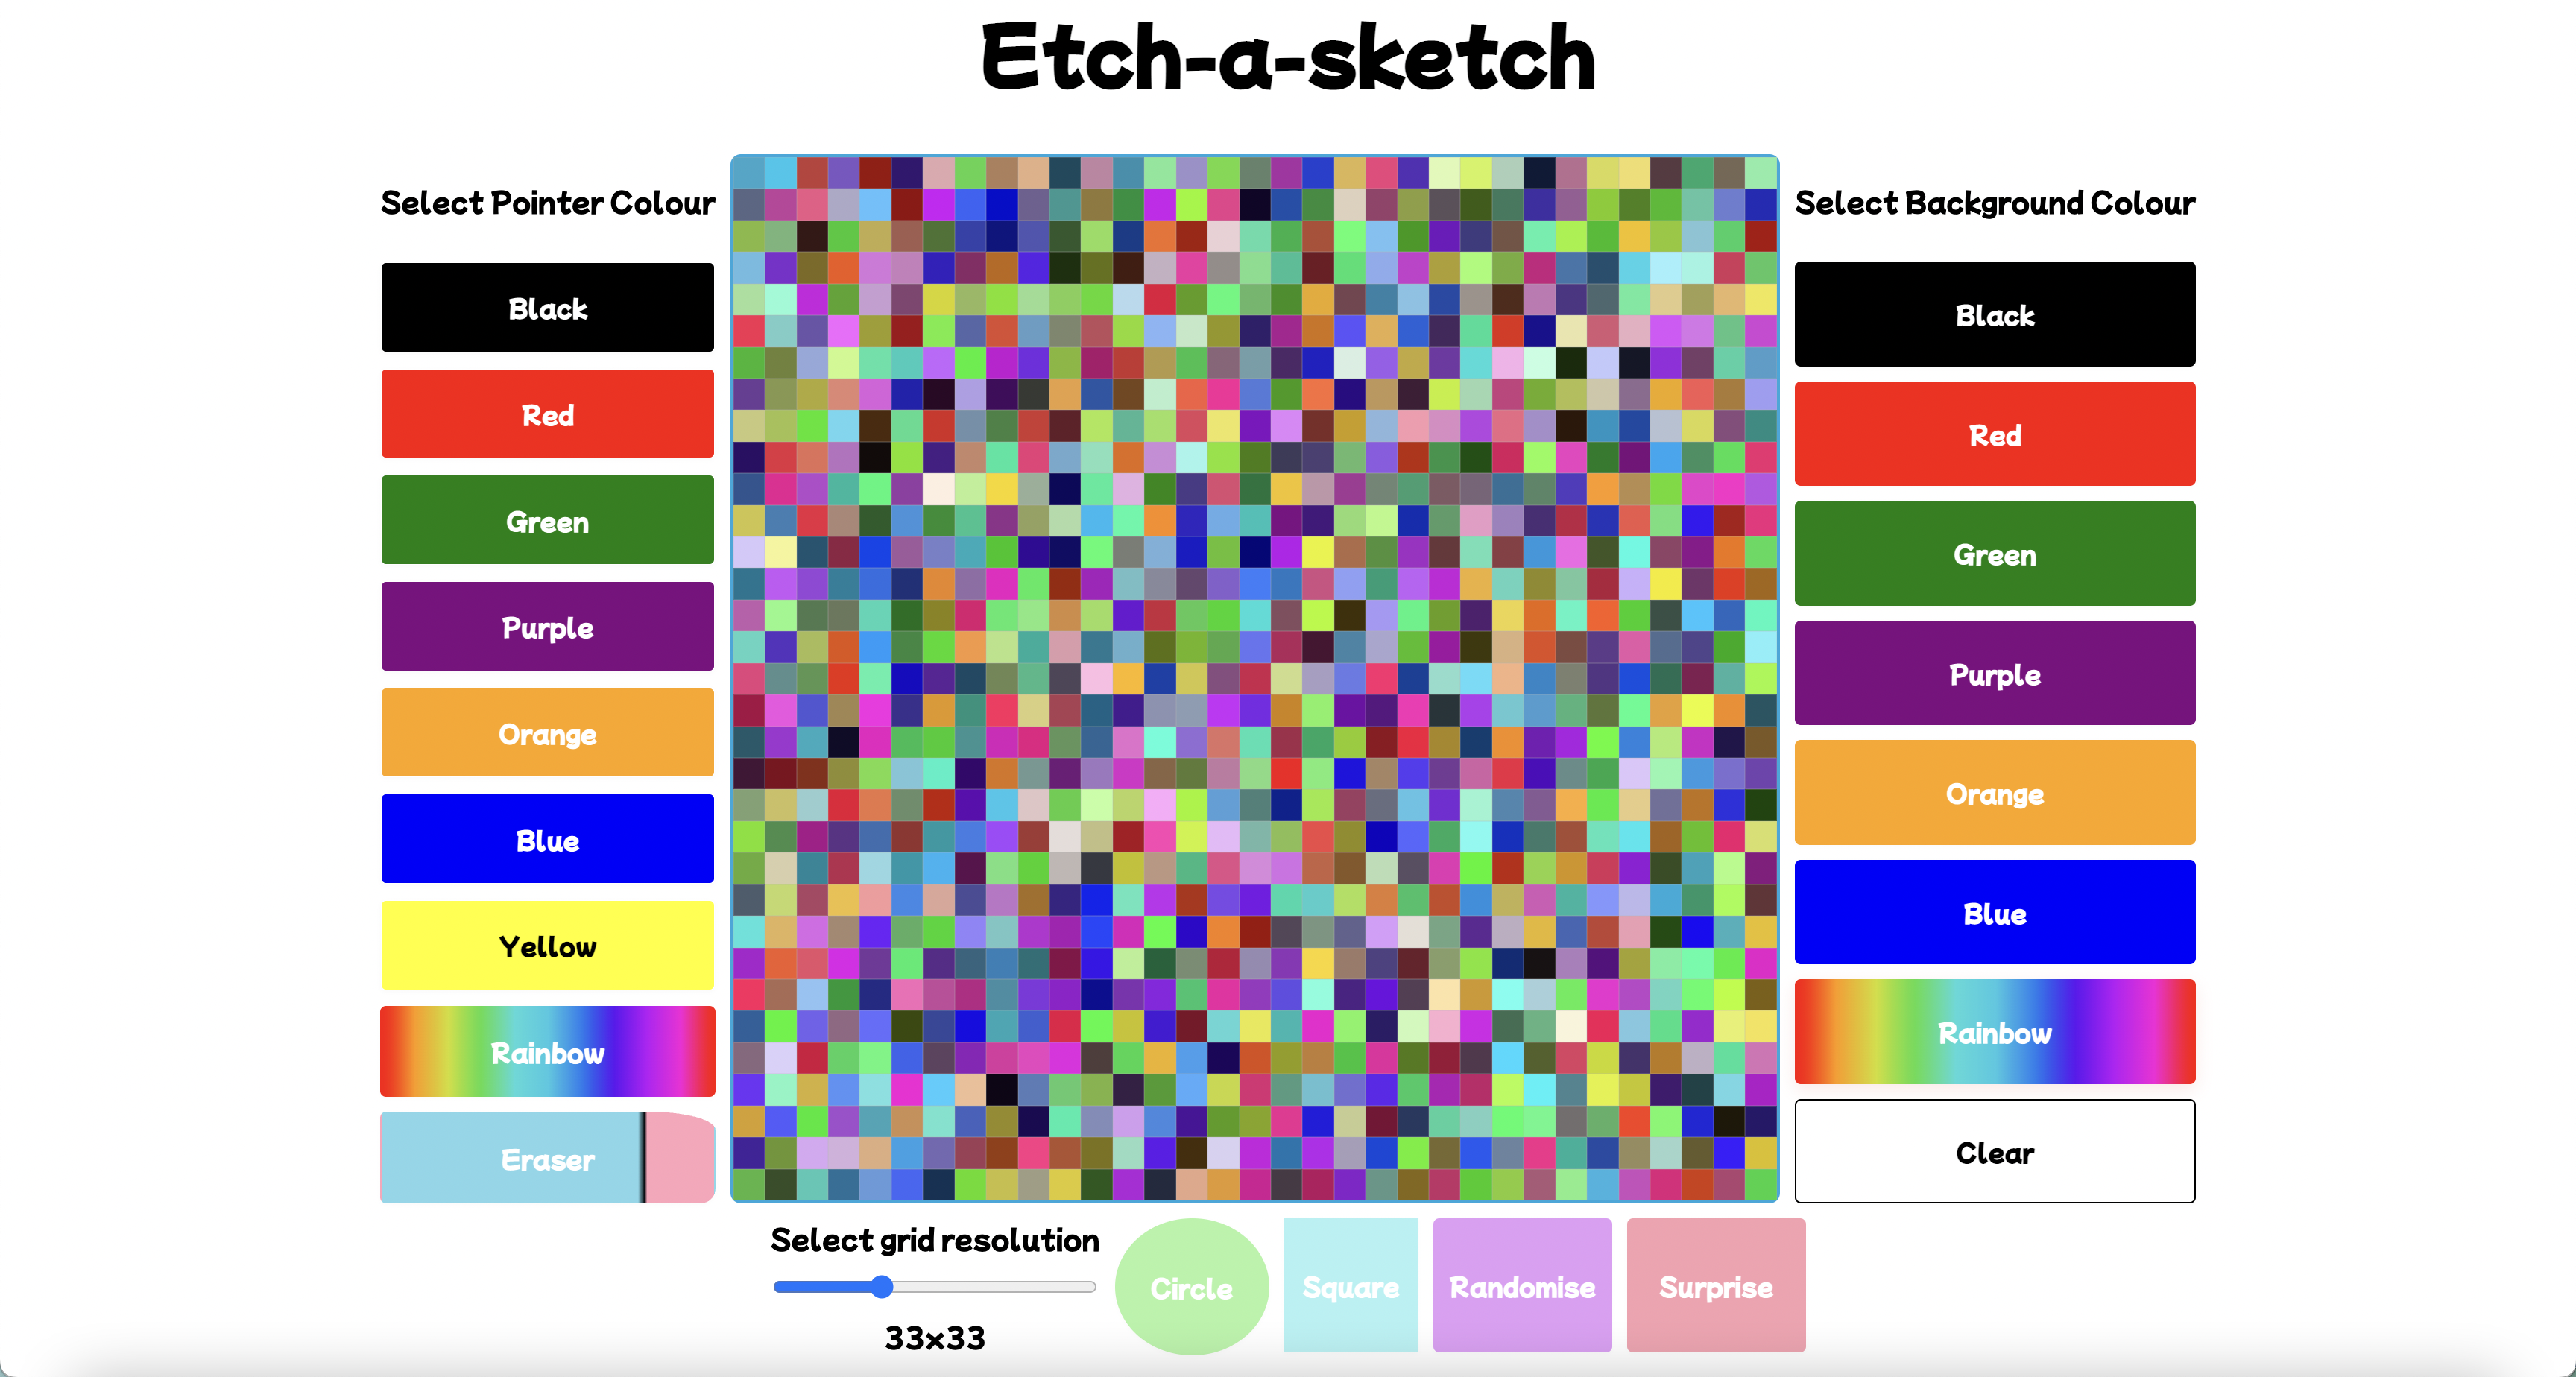 Etch-a-sketch
Select Pointer Colour
Black
Red
Green
Purple
Orange
Blue
Yellow
Rainbow
Eraser
Select Background Colour
Black
Red
Green
Purple
Orange
Blue
Rainbow
Clear
Select grid resolution
33x33
Circle
Square
Randomise
Surprise